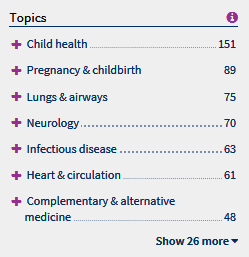 Topics
Child health 151
Pregnancy & childbirth 89
Lungs & airways 75
Neurology 70
Infectious disease 63
Heart & circulation 61
Complementary & alternative
medicine 48
Show 26 more